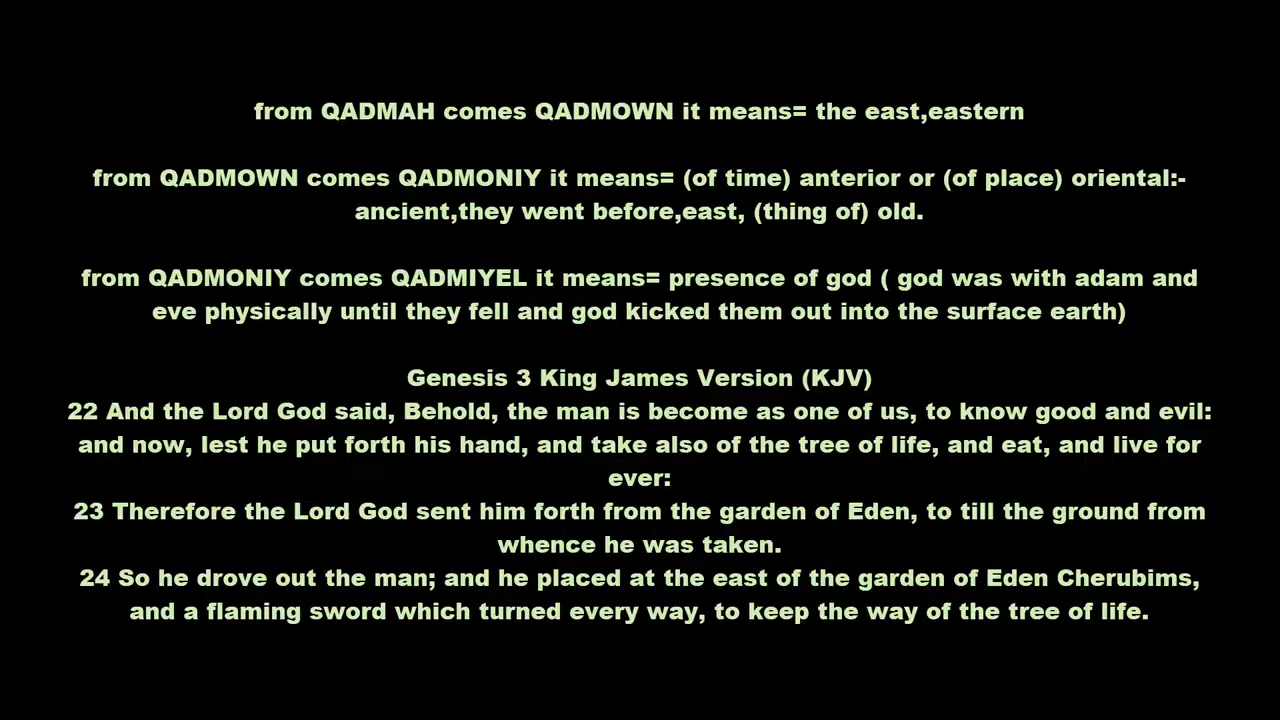 from QADMAH comes QADMOWN it means= the east,eastern
from QADMOWN comes QADMONIY it means= (of time) anterior or (of place) oriental:-
ancient,they went before,east, (thing of) old.
from QADMONIY comes QADMIYEL it means= presence of god ( god was with adam and
eve physically until they fell and god kicked them out into the surface earth)
Genesis 3 King James Version (KJV)
22 And the Lord God said, Behold, the man is become as one of us, to know good and evil:
and now, lest he put forth his hand, and take also of the tree of life, and eat, and live for
ever:
23 Therefore the Lord God sent him forth from the garden of Eden, to till the ground from
whence he was taken.
24 So he drove out the man; and he placed at the east of the garden of Eden Cherubims,
and a flaming sword which turned every way, to keep the way of the tree of life.